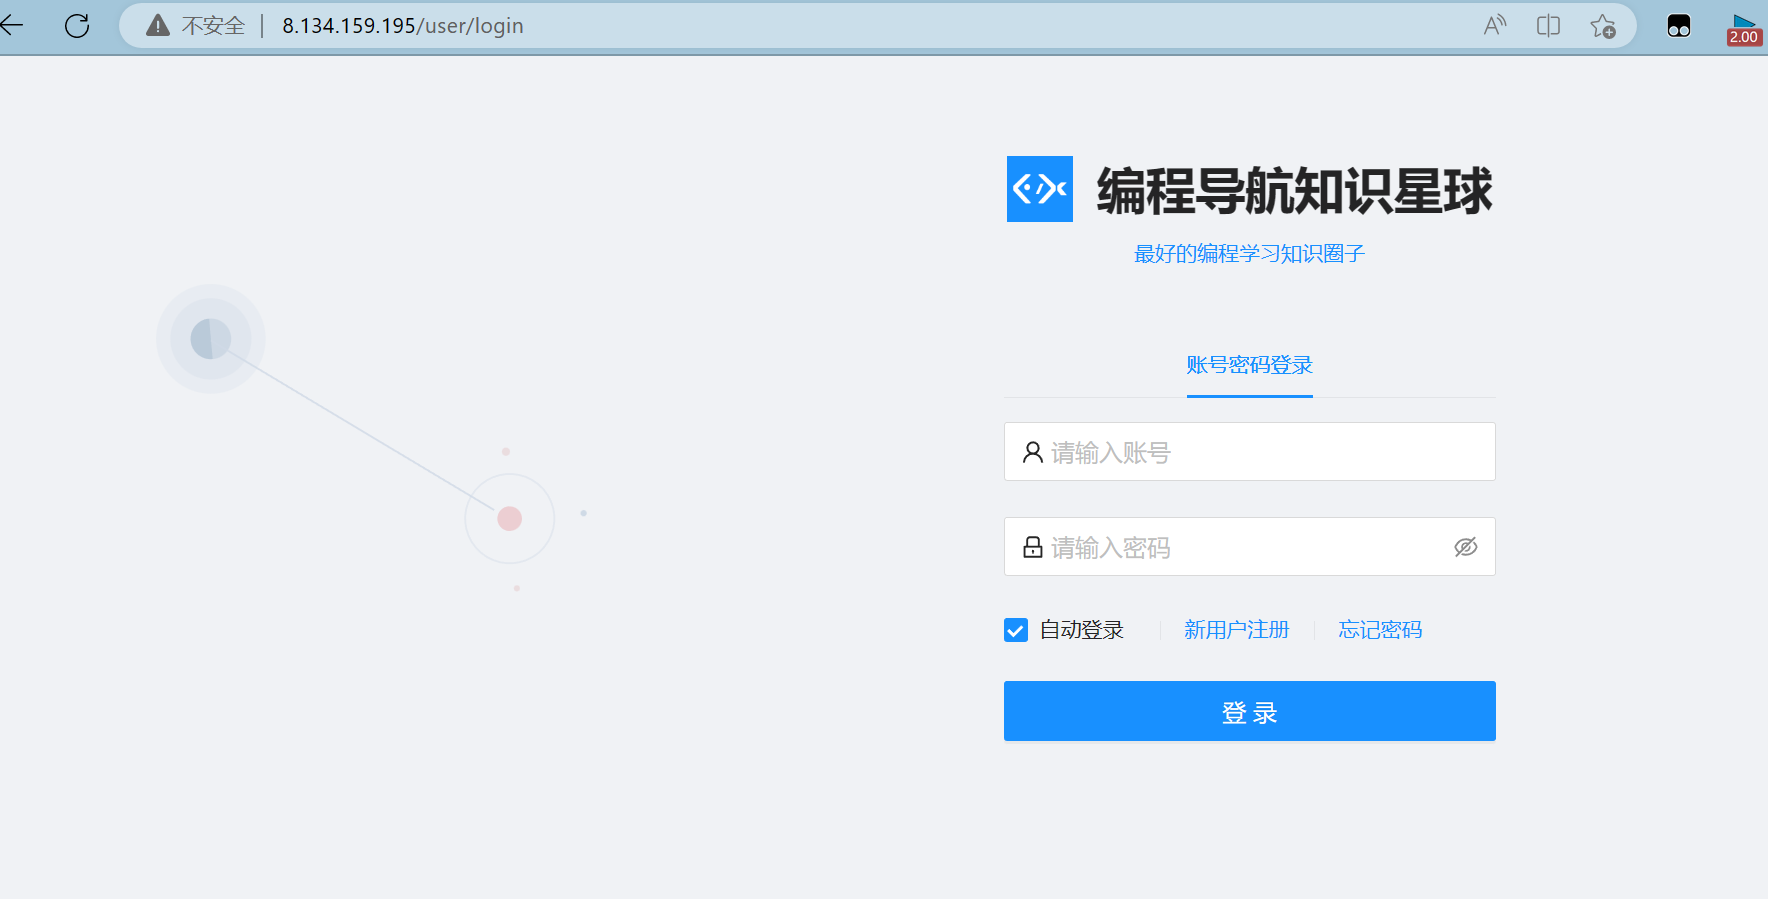 不安全 | 8.134.159.195/user/login
2.00
编程导航知识星球
最好的编程学习知识圈子
账号密码登录
请输入账号
请输入密码
自动登录 新用户注册 忘记密码
登录